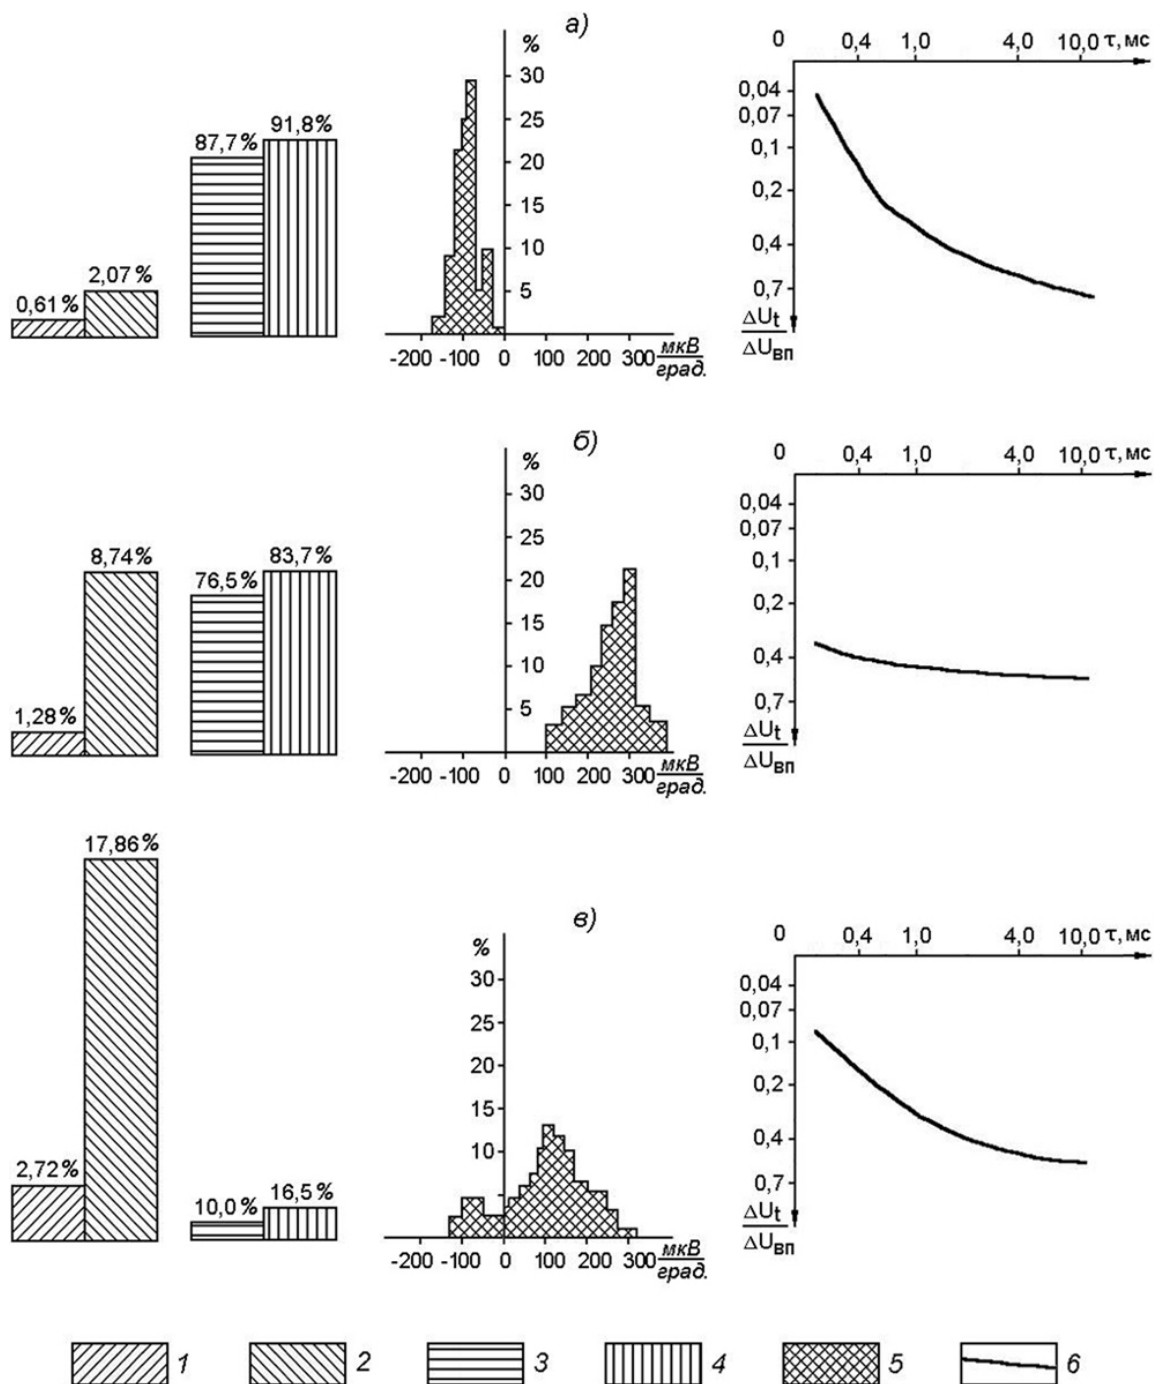 а)
87,7%
91,8%
0,61%
2,07%
%
30
25
20
15
10
5
-200 -100 0 100 200 300 мкВ
град.
0 0,4 1,0 4,0 10,0 τ, мс
0,04
0,07
0,1
0,2
0,4
0,7
ΔUt
ΔUвп
б)
1,28%
8,74%
76,5%
83,7%
%
30
25
20
15
10
5
-200 -100 0 100 200 300 мкВ
град.
0 0,4 1,0 4,0 10,0 τ, мс
0,04
0,07
0,1
0,2
0,4
0,7
ΔUt
ΔUвп
в)
17,86%
2,72%
10,0%
16,5%
%
30
25
20
15
10
-200 -100 0 100 200 300 мкВ
град.
0 0,4 1,0 4,0 10,0 τ, мс
0,04
0,07
0,1
0,2
0,4
0,7
ΔUt
ΔUвп
1 2 3 4 5 6